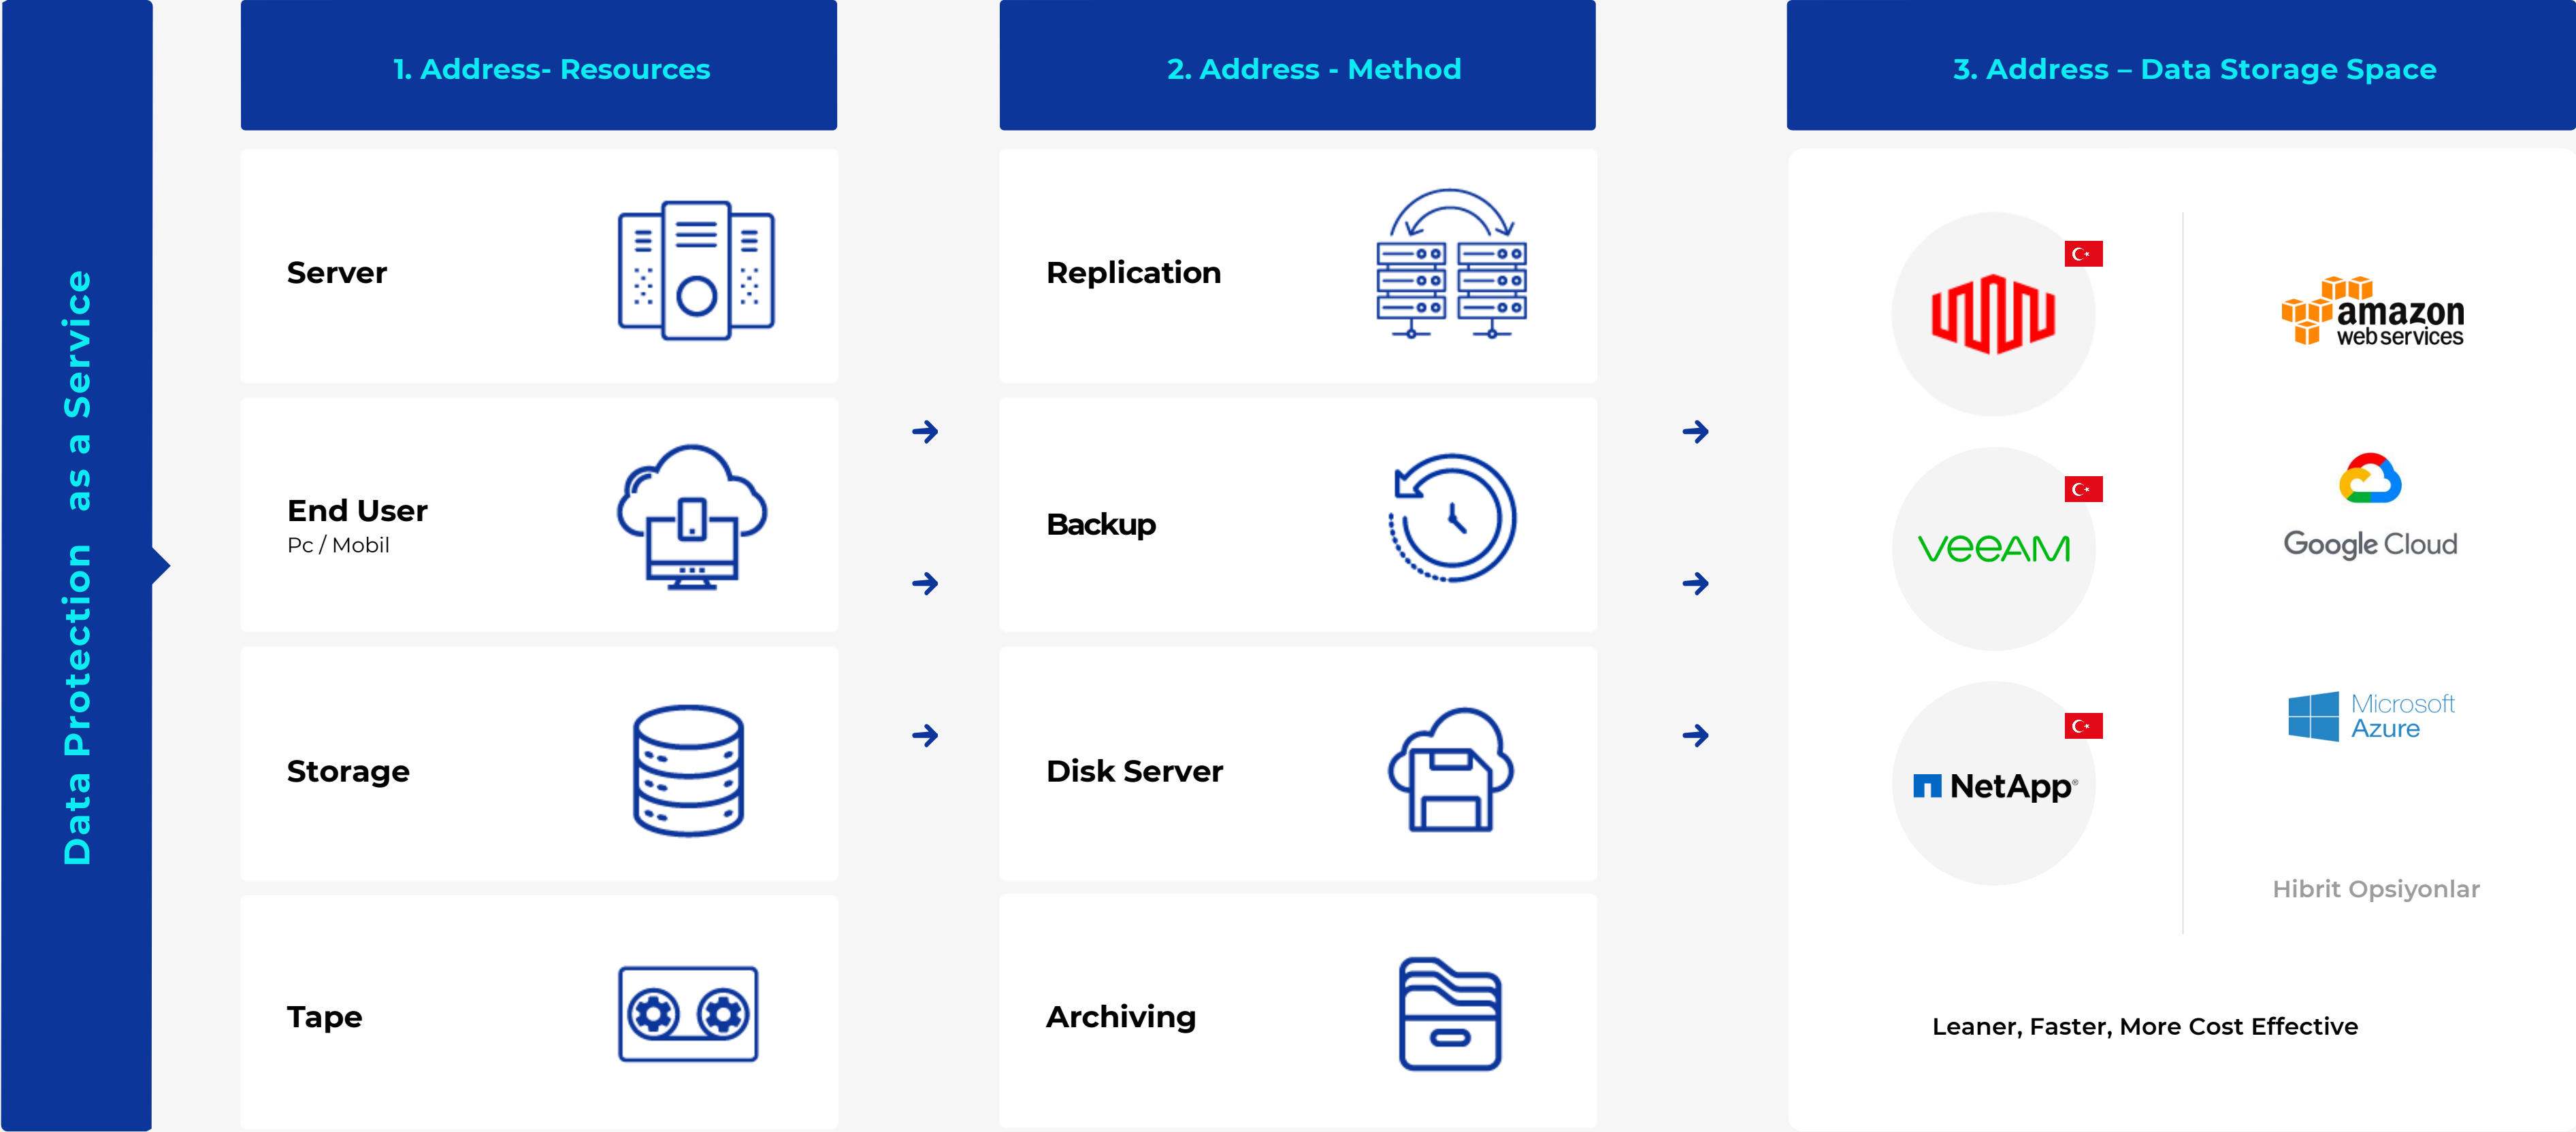 Data Protection as a Service
1. Address- Resources
Server
End User
Pc / Mobil
Storage
Tape
2. Address - Method
Replication
Backup
Disk Server
Archiving
3. Address – Data Storage Space
veeAM
NetApp®
amazon
web services
Google Cloud
Microsoft
Azure
Hibrit Opsiyonlar
Leaner, Faster, More Cost Effective